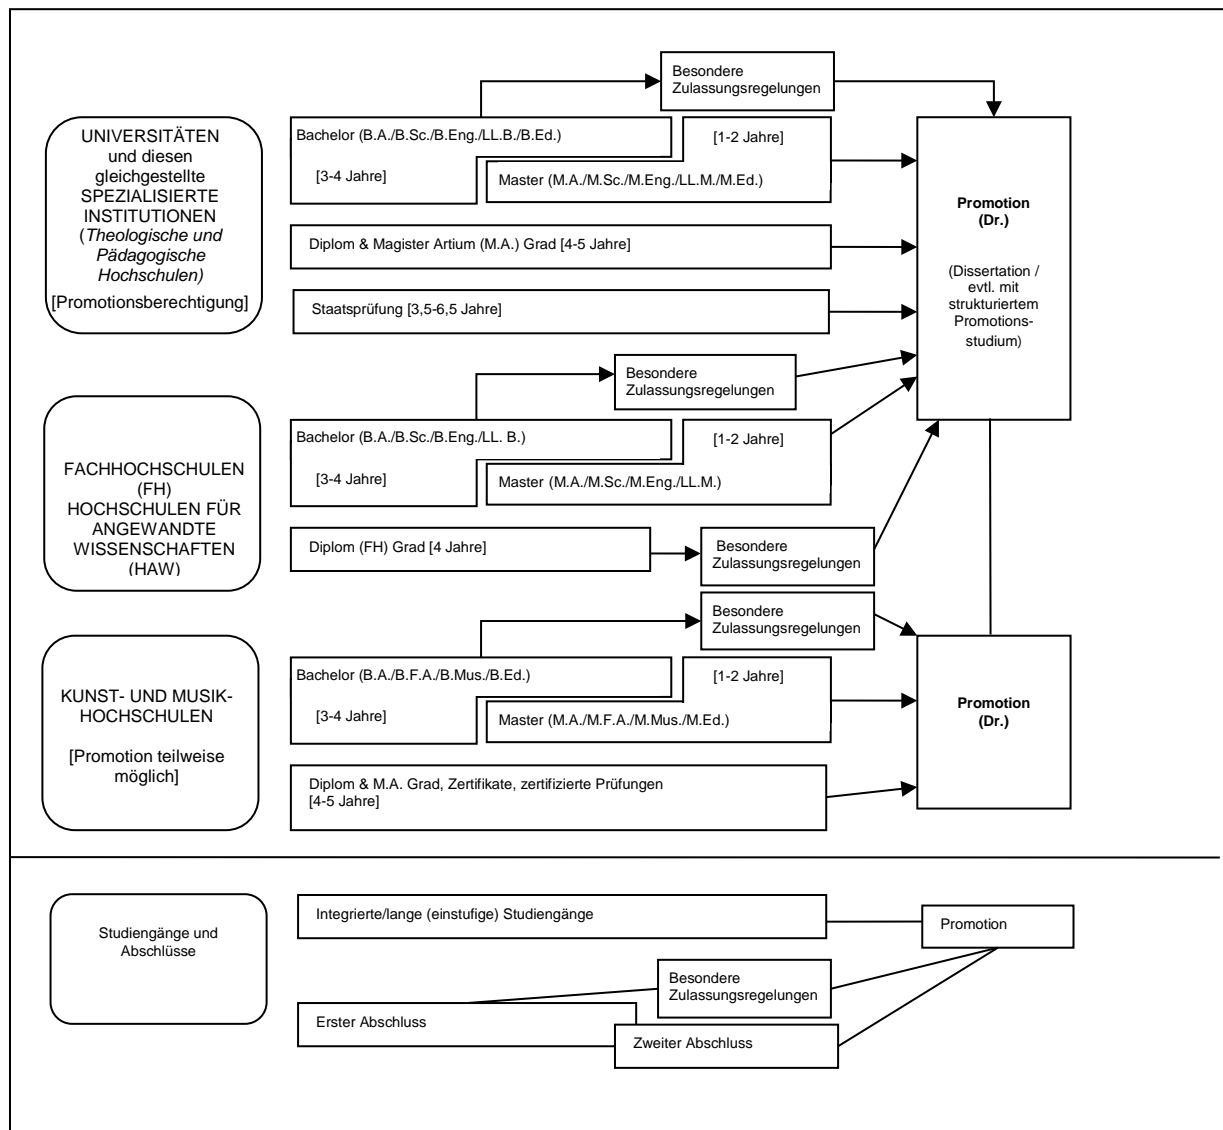 Besondere
Zulassungsregelungen
UNIVERSITÄTEN
und diesen
gleichgestellte
SPEZIALISIERTE
INSTITUTIONEN
(Theologische und
Pädagogische
Hochschulen)
[Promotionsberechtigung]
Bachelor (B.A./B.Sc./B.Eng./LL.B./B.Ed.)
[3-4 Jahre]
[1-2 Jahre]
Master (M.A./M.Sc./M.Eng./LL.M./M.Ed.)
Diplom & Magister Artium (M.A.) Grad [4-5 Jahre]
Staatsprüfung [3,5-6,5 Jahre]
Promotion
(Dr.)
(Dissertation /
evtl. mit
strukturiertem
Promotions-
studium)
Besondere
Zulassungsregelungen
FACHHOCHSCHULEN
(FH)
HOCHSCHULEN FÜR
ANGEWANDTE
WISSENSCHAFTEN
(HAW)
Bachelor (B.A./B.Sc./B.Eng./LL. B.)
[3-4 Jahre]
[1-2 Jahre]
Master (M.A./M.Sc./M.Eng./LL.M.)
Diplom (FH) Grad [4 Jahre]
Besondere
Zulassungsregelungen
Besondere
Zulassungsregelungen
KUNST- UND MUSIK-
HOCHSCHULEN
[Promotion teilweise
möglich]
Bachelor (B.A./B.F.A./B.Mus./B.Ed.)
[3-4 Jahre]
[1-2 Jahre]
Master (M.A./M.F.A./M.Mus./M.Ed.)
Diplom & M.A. Grad, Zertifikate, zertifizierte Prüfungen
[4-5 Jahre]
Promotion
(Dr.)
Studiengänge und
Abschlüsse
Integrierte/lange (einstufige) Studiengänge
Promotion
Besondere
Zulassungsregelungen
Erster Abschluss
Zweiter Abschluss